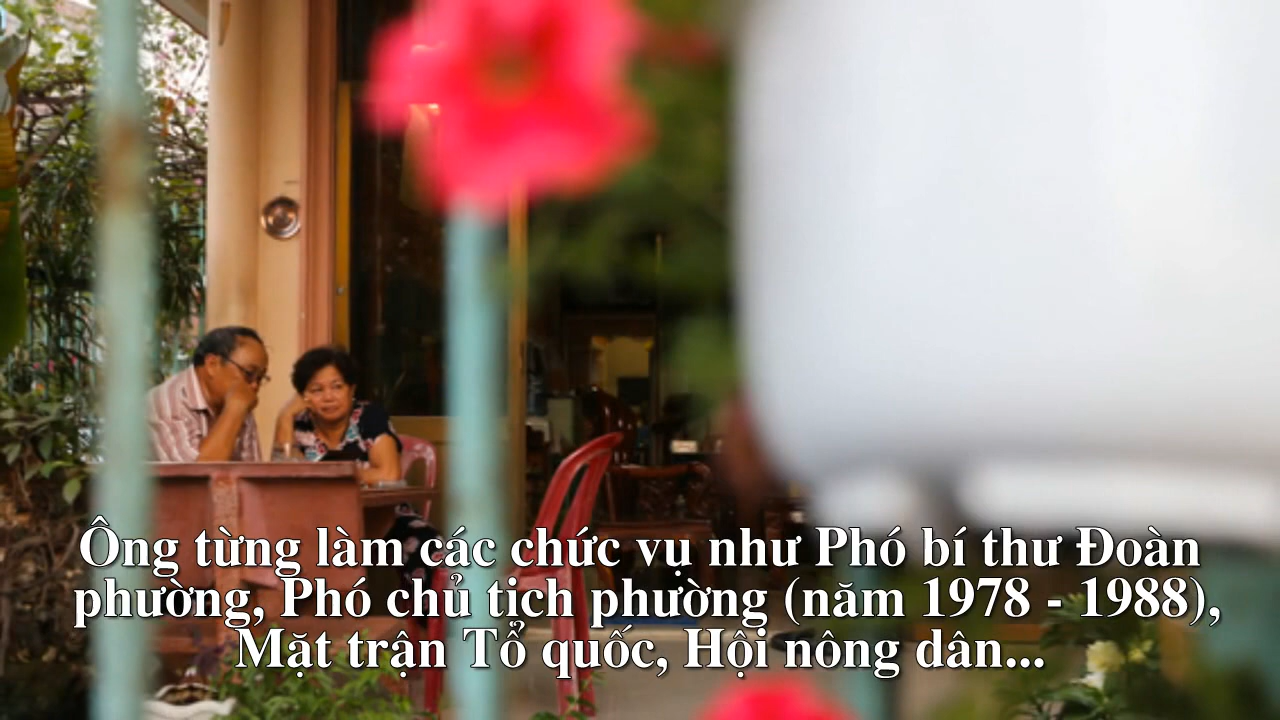 Ông từng làm các chức vụ như Phó bí thư Đoàn
phường, Phó chủ tịch phường (năm 1978 - 1988),
Mặt trận Tổ quốc, Hội nông dân...